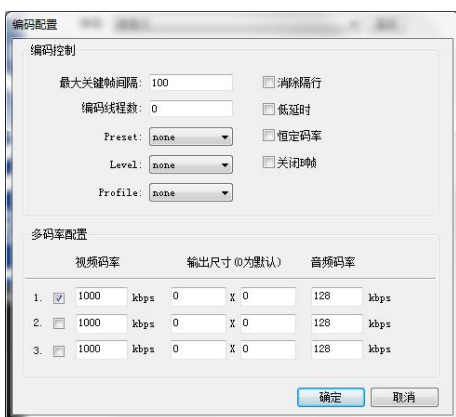 编码配置
编码控制
最大关键帧间隔: 100 消除隔行
编码线程数: 0 低延时
Preset: none 恒定码率
Level: none 关闭B帧
Profile: none
多码率配置
视频码率 输出尺寸(0为默认) 音频码率
1. 1000 kbps 0 X 0 128 kbps
2. 1000 kbps 0 X 0 128 kbps
3. 1000 kbps 0 X 0 128 kbps
确定 取消